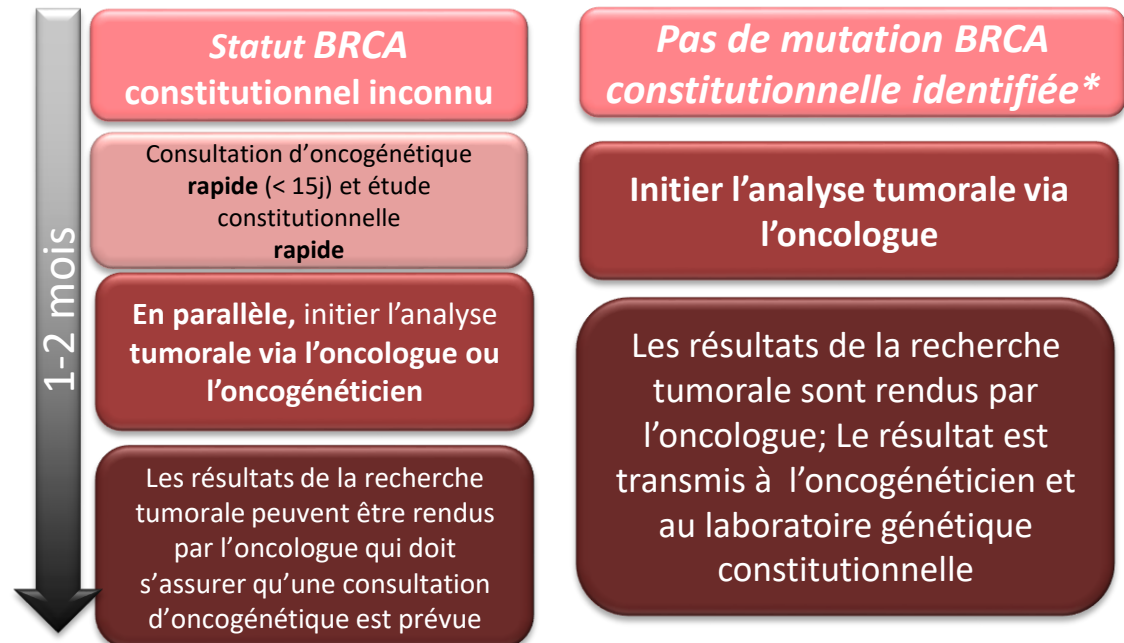 1-2 mois
Statut BRCA
constitutionnel inconnu
Consultation d’oncogénétique
rapide (< 15j) et étude
constitutionnelle
rapide
En parallèle, initier l’analyse
tumorale via l’oncologue ou
l’oncogénéticien
Les résultats de la recherche
tumorale peuvent être rendus
par l’oncologue qui doit
s’assurer qu’une consultation
d’oncogénétique est prévue
Pas de mutation BRCA
constitutionnelle identifiée*
Initier l’analyse tumorale via
l’oncologue
Les résultats de la recherche
tumorale sont rendus par
l’oncologue; Le résultat est
transmis à l’oncogénéticien et
au laboratoire génétique
constitutionnelle